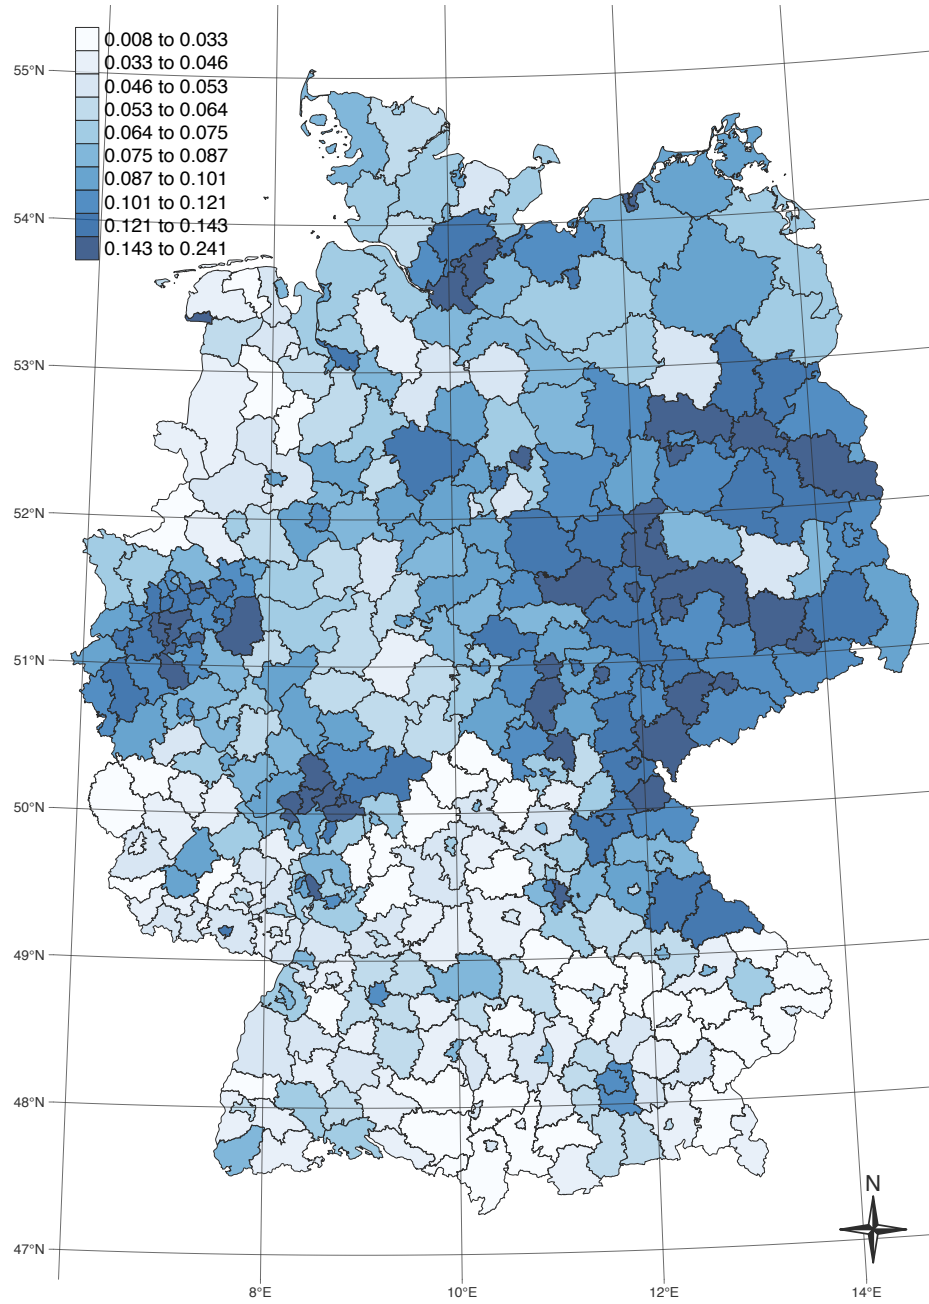 0.008 to 0.033
0.033 to 0.046
0.046 to 0.053
0.053 to 0.064
0.064 to 0.075
0.075 to 0.087
0.087 to 0.101
0.101 to 0.121
0.121 to 0.143
0.143 to 0.241
55°N
54°N
53°N
52°N
51°N
50°N
49°N
48°N
47°N
N
8°E
10°E
12°E
14°E